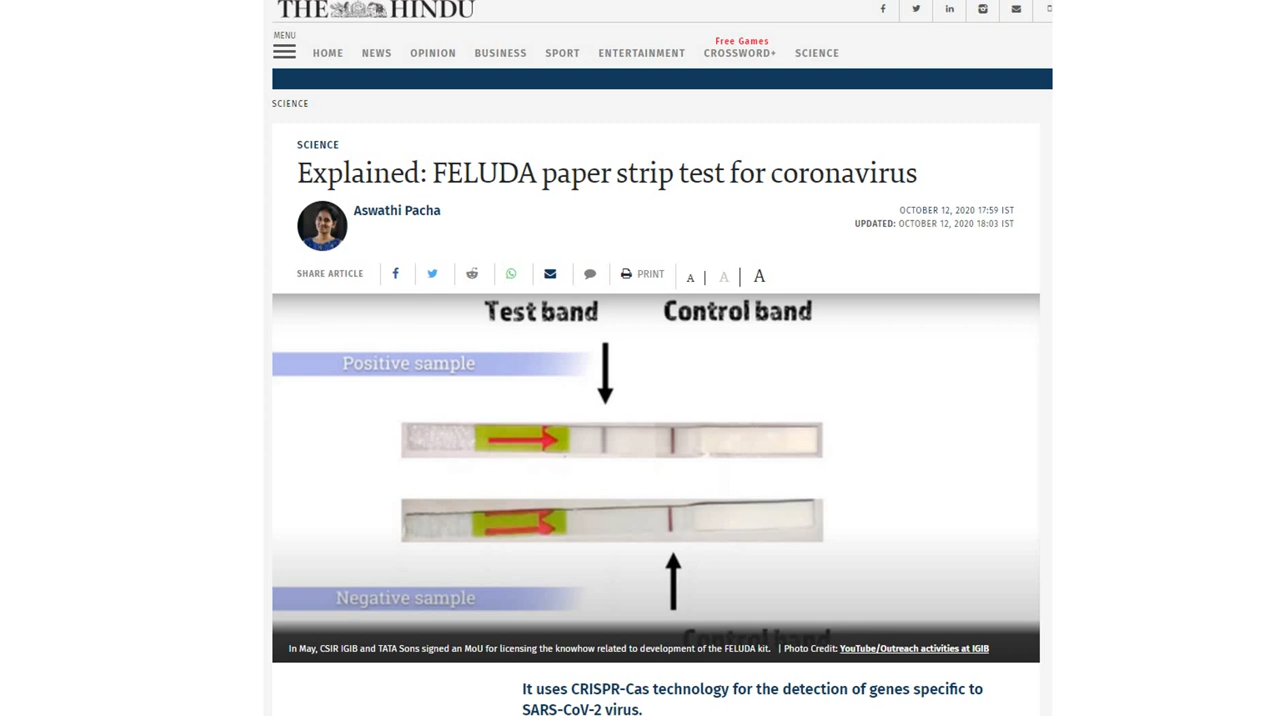 THE HINDU
MENU
Free Games
HOME NEWS OPINION BUSINESS SPORT ENTERTAINMENT CROSSWORD+ SCIENCE
SCIENCE
SCIENCE
Explained: FELUDA paper strip test for coronavirus
Aswathi Pacha
OCTOBER 12, 2020 17:59 IST
UPDATED: OCTOBER 12, 2020 18:03 IST
SHARE ARTICLE PRINT A | A | A
Test band Control band
Positive sample
Negative sample
Control band
In May, CSIR IGIB and TATA Sons signed an MoU for licensing the knowhow related to development of the FELUDA kit. | Photo Credit: YouTube/Outreach activities at IGIB
It uses CRISPR-Cas technology for the detection of genes specific to
SARS-CoV-2 virus.